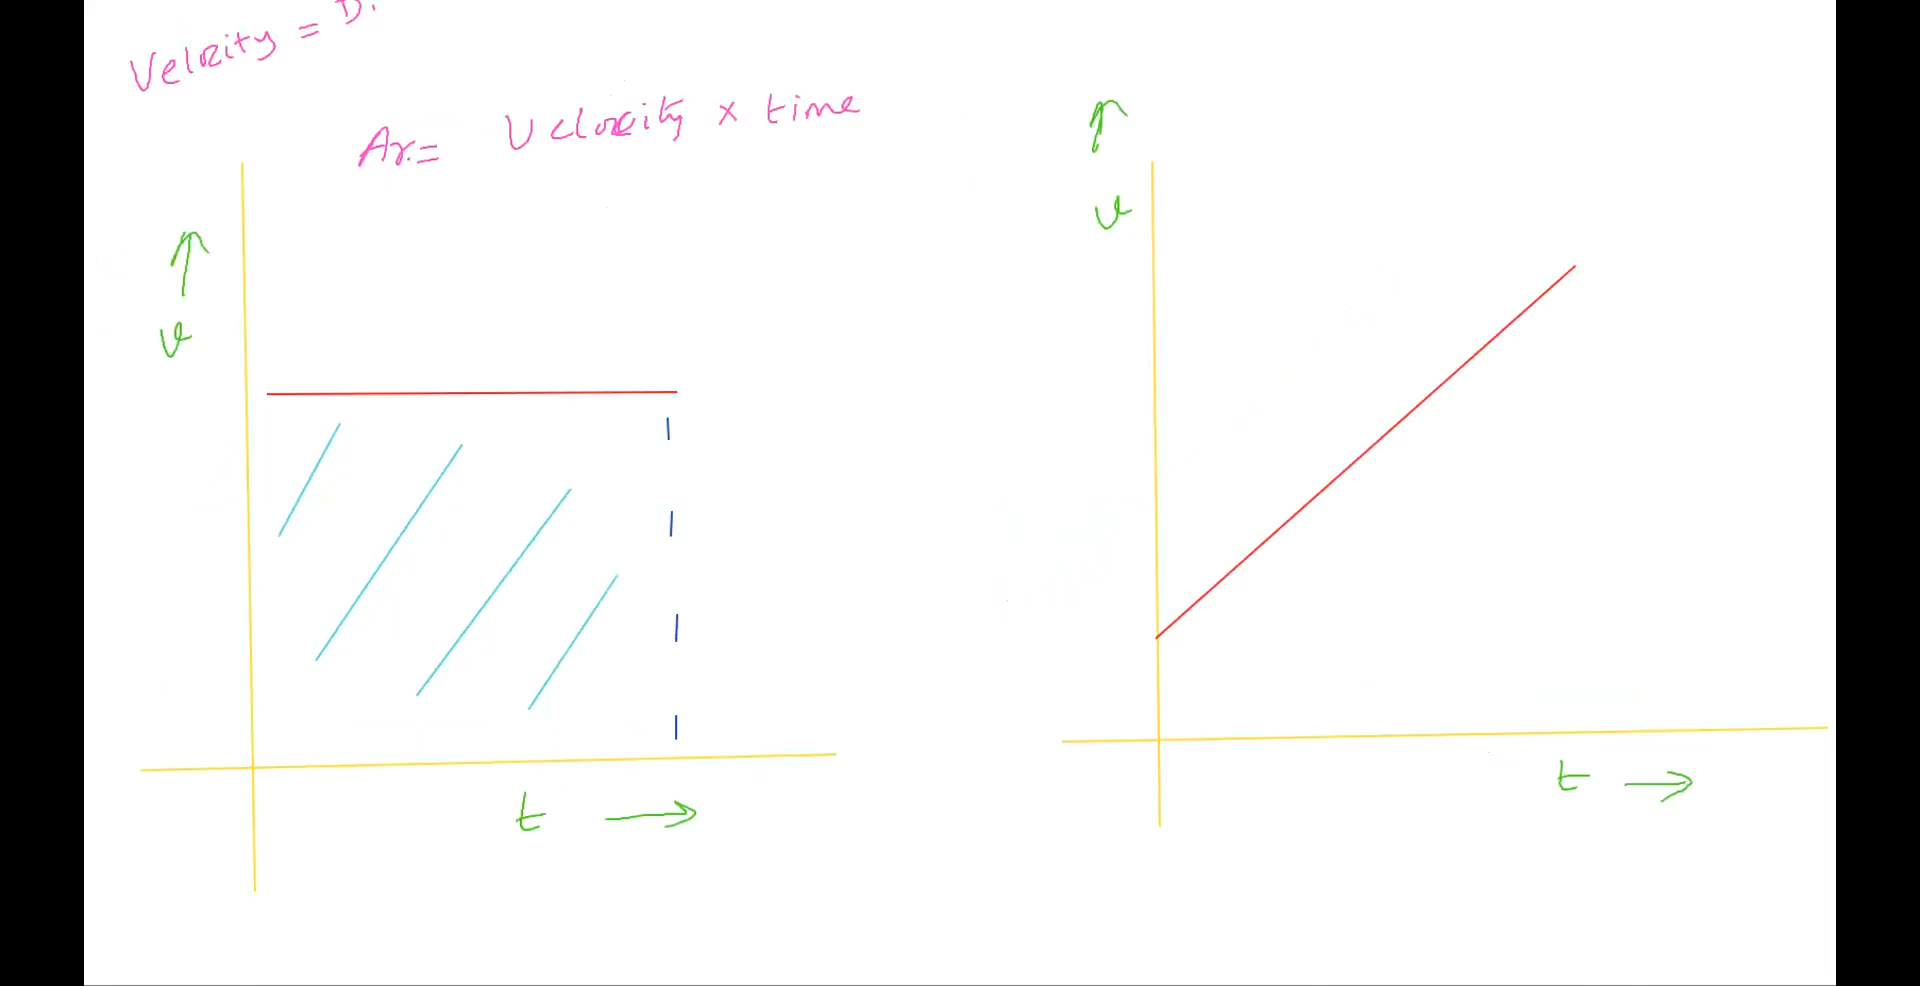 Velocity = D.
Ar.= Velocity × time
v
v
t
t